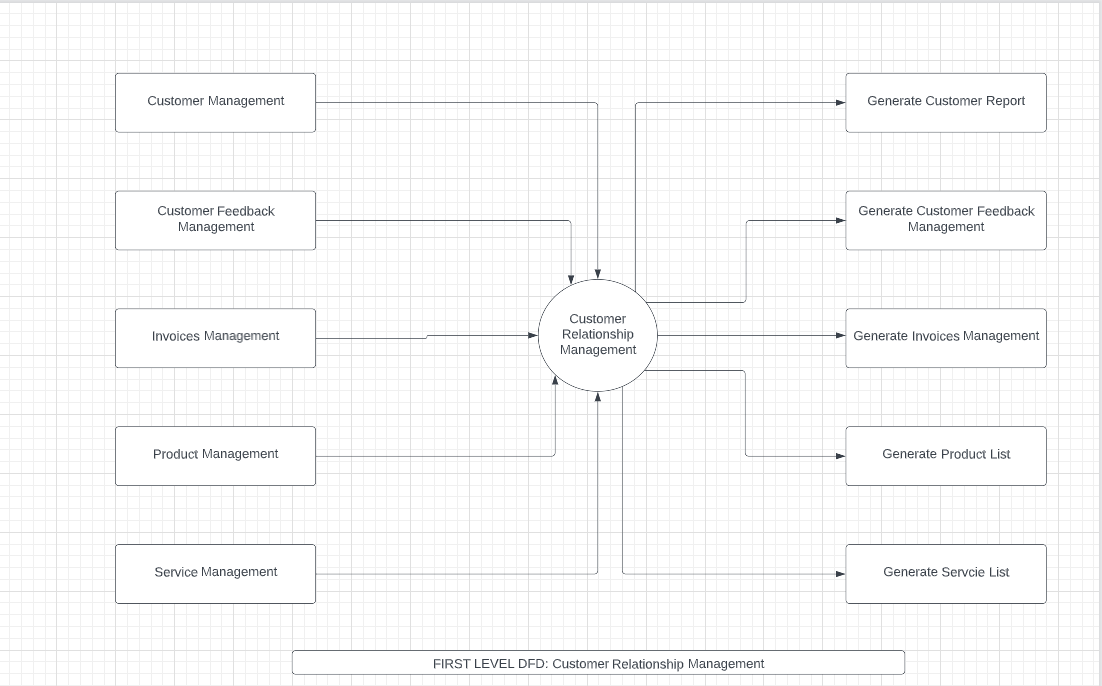 Customer Management
Generate Customer Report
Customer Feedback
Management
Generate Customer Feedback
Management
Invoices Management
Customer
Relationship
Management
Generate Invoices Management
Product Management
Generate Product List
Service Management
Generate Servcie List
FIRST LEVEL DFD: Customer Relationship Management